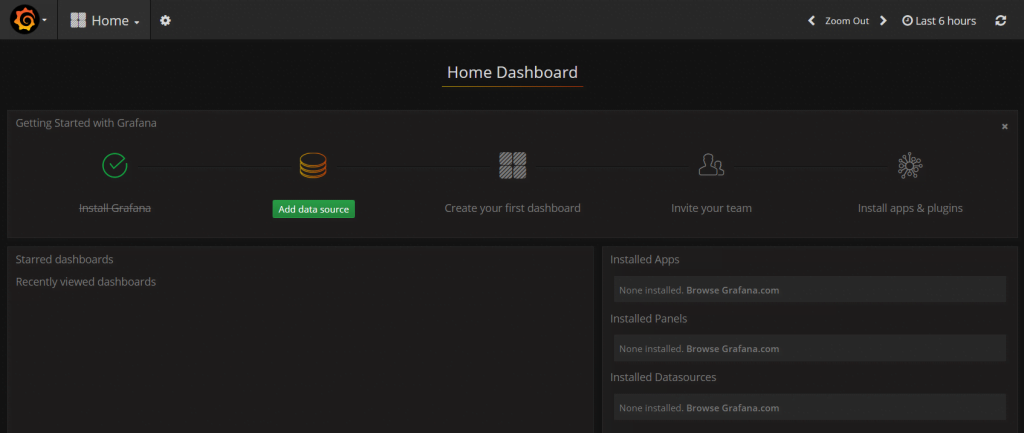 Home
Zoom Out
Last 6 hours
Home Dashboard
Getting Started with Grafana
Install Grafana
Add data source
Create your first dashboard
Invite your team
Install apps & plugins
Starred dashboards
Recently viewed dashboards
Installed Apps
None installed. Browse Grafana.com
Installed Panels
None installed. Browse Grafana.com
Installed Datasources
None installed. Browse Grafana.com